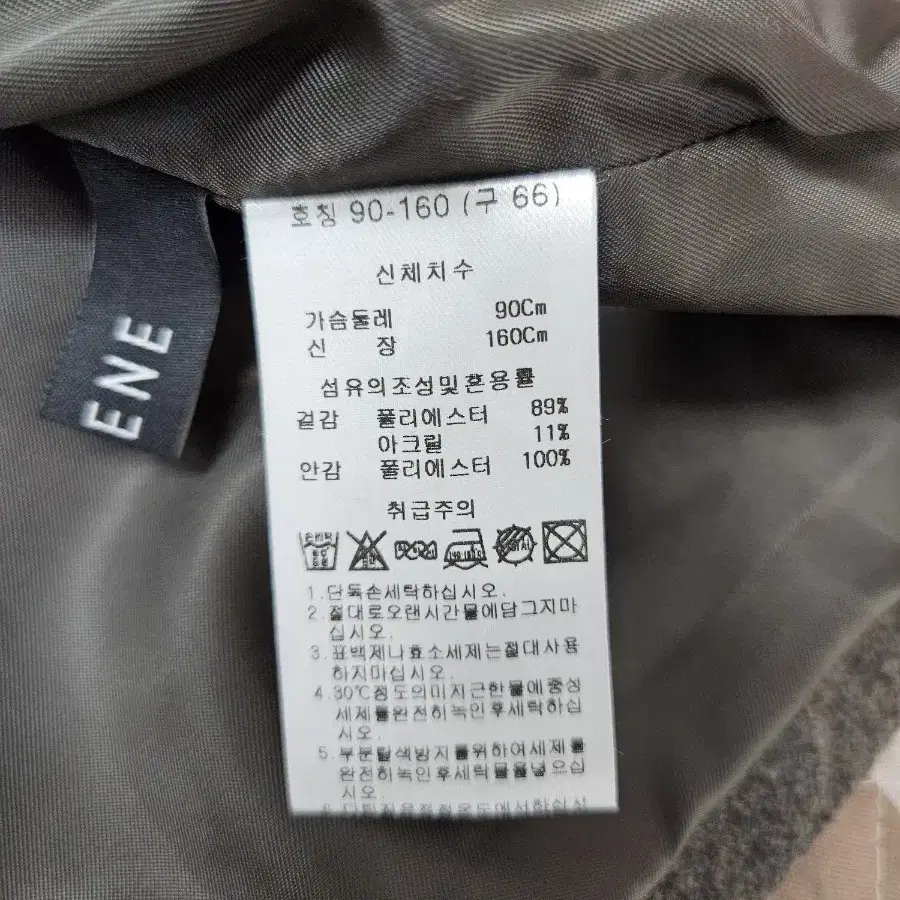 ENE
호칭 90-160 (구 66)
신체치수
가슴둘레 90Cm
신 장 160Cm
섬유의조성및혼용률
겉감 폴리에스터 89%
아크릴 11%
안감 폴리에스터 100%
취급주의
손세탁
1.단독손세탁하십시오.
2.절대로오랜시간물에담그지마
십시오.
3.표백제나효소세제는절대사용
하지마십시오.
4.30℃정도의미지근한물에중성
세제를완전히녹인후세탁하십
시오.
5.부분탈색방지를위하여세제를
완전히녹인후세탁물을넣으십
시오.